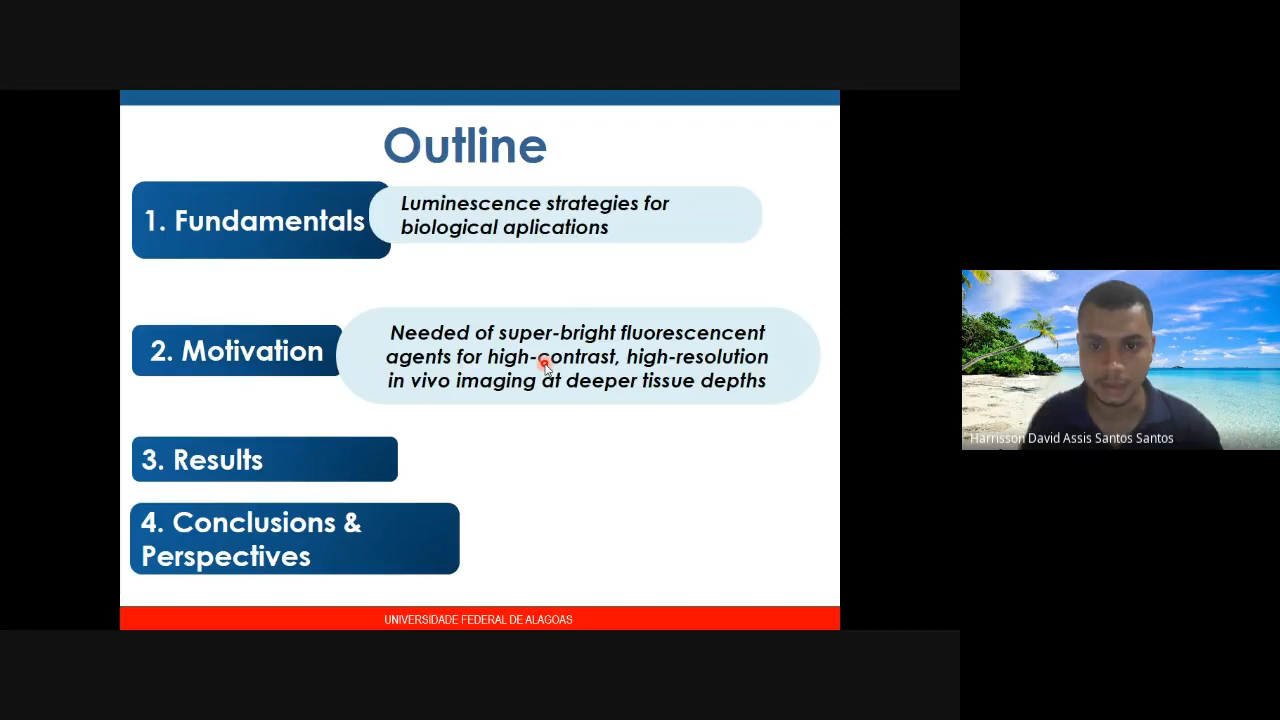 Outline
1. Fundamentals
Luminescence strategies for
biological aplications
2. Motivation
Needed of super-bright fluorescencent
agents for high-contrast, high-resolution
in vivo imaging at deeper tissue depths
3. Results
4. Conclusions &
Perspectives
UNIVERSIDADE FEDERAL DE ALAGOAS
Harrisson David Assis Santos Santos